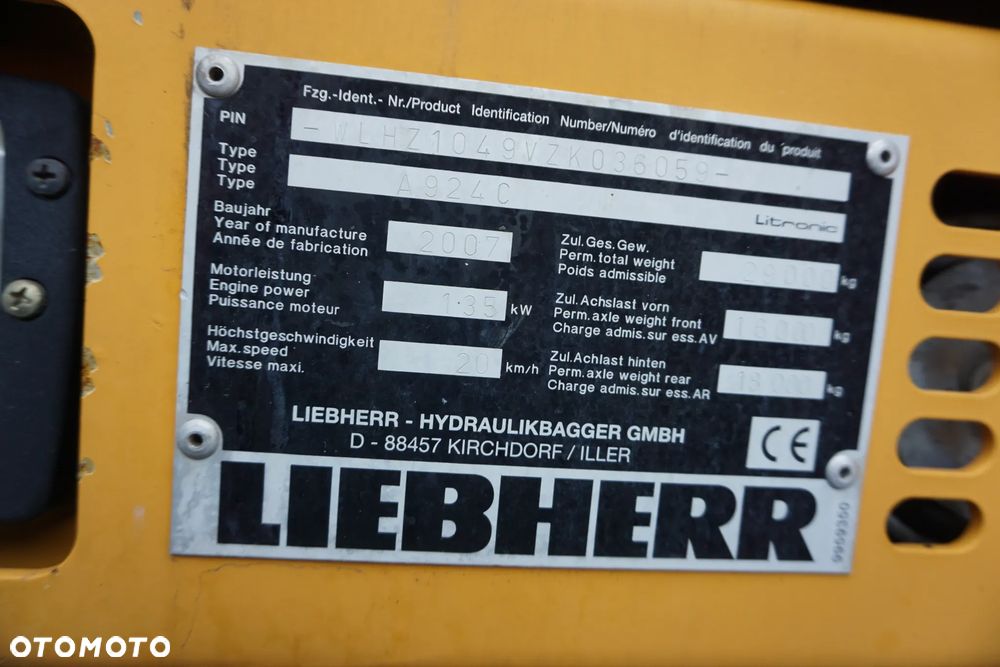 Fzg.-Ident.- Nr./Product Identification Number/Numéro d'identification du produit
PIN -WLHZ1049VZK036059-
Type
Type
Type A924C Litronic
Baujahr
Year of manufacture
Année de fabrication 2007
Motorleistung
Engine power
Puissance moteur 135 kW
Höchstgeschwindigkeit
Max.speed
Vitesse maxi. 20 km/h
Zul.Ges.Gew.
Perm.total weight
Poids admissible 29000 kg
Zul.Achslast vorn
Perm.axle weight front
Charge admis.sur ess.AV kg
Zul.Achlast hinten
Perm.axle weight rear
Charge admis.sur ess.AR 18 000 kg
LIEBHERR - HYDRAULIKBAGGER GMBH
D - 88457 KIRCHDORF / ILLER
CE
LIEBHERR
9959350
OTOMOTO